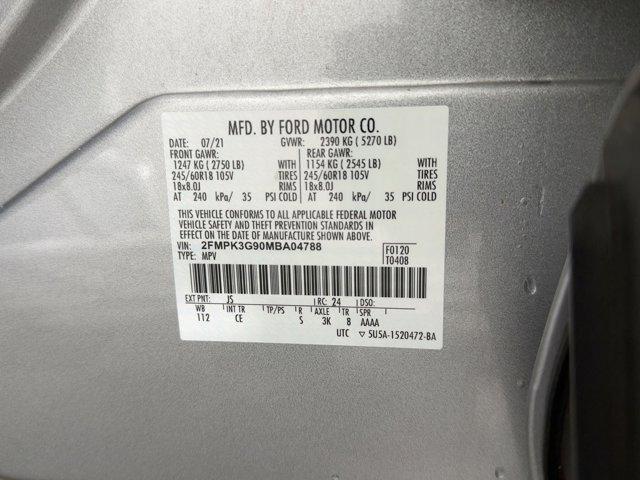 MFD. BY FORD MOTOR CO.
DATE: 07/21 GVWR: 2390 KG ( 5270 LB)
FRONT GAWR: REAR GAWR:
1247 KG ( 2750 LB) WITH 1154 KG ( 2545 LB) WITH
245/60R18 105V TIRES 245/60R18 105V TIRES
18x8.0J RIMS 18x8.0J RIMS
AT 240 kPa/ 35 PSI COLD AT 240 kPa/ 35 PSI COLD
THIS VEHICLE CONFORMS TO ALL APPLICABLE FEDERAL MOTOR
VEHICLE SAFETY AND THEFT PREVENTION STANDARDS IN
EFFECT ON THE DATE OF MANUFACTURE SHOWN ABOVE.
VIN: 2FMPK3G90MBA04788 F0120
TYPE: MPV T0408
EXT PNT: JS RC: 24 DSO:
WB INT TR TP/PS R AXLE TR SPR
112 CE S 3K 8 AAAA
UTC ▽ 5U5A-1520472-BA